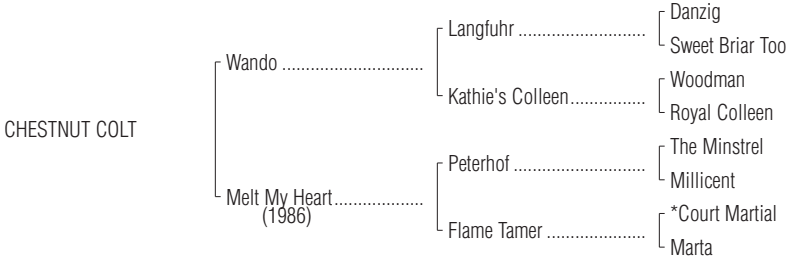 Danzig
Langfuhr ...........................
Sweet Briar Too
Wando ..............................
Woodman
Kathie's Colleen................
Royal Colleen
CHESTNUT COLT
The Minstrel
Peterhof ............................
Millicent
Melt My Heart...................
(1986)
*Court Martial
Flame Tamer .....................
Marta